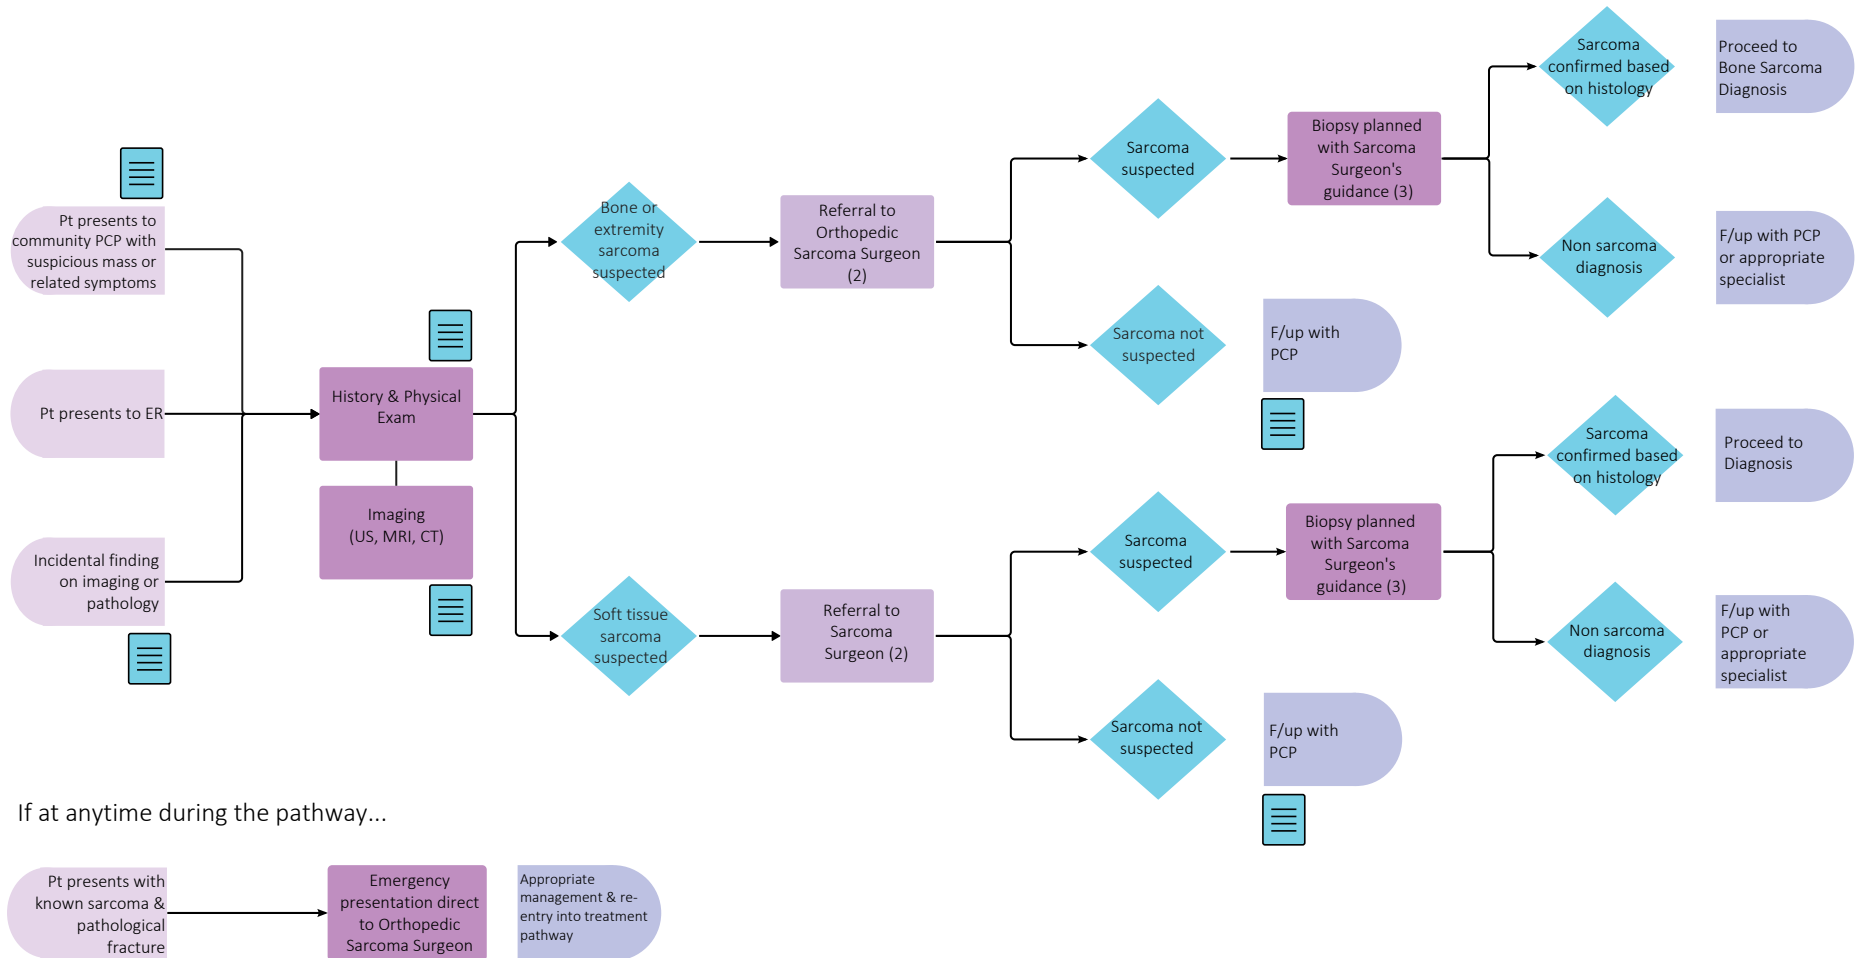 Pt presents to
community PCP with
suspicious mass or
related symptoms
Pt presents to ER
Incidental finding
on imaging or
pathology
History & Physical
Exam
Imaging
(US, MRI, CT)
Bone or
extremity
sarcoma
suspected
Referral to
Orthopedic
Sarcoma Surgeon
(2)
Sarcoma
suspected
Biopsy planned
with Sarcoma
Surgeon's
guidance (3)
Sarcoma
confirmed based
on histology
Proceed to
Bone Sarcoma
Diagnosis
Non sarcoma
diagnosis
F/up with PCP
or appropriate
specialist
Sarcoma not
suspected
F/up with
PCP
Soft tissue
sarcoma
suspected
Referral to
Sarcoma
Surgeon (2)
Sarcoma
suspected
Biopsy planned
with Sarcoma
Surgeon's
guidance (3)
Sarcoma
confirmed based
on histology
Proceed to
Diagnosis
Non sarcoma
diagnosis
F/up with
PCP or
appropriate
specialist
Sarcoma not
suspected
F/up with
PCP
If at anytime during the pathway...
Pt presents with
known sarcoma &
pathological
fracture
Emergency
presentation direct
to Orthopedic
Sarcoma Surgeon
Appropriate
management & re-
entry into treatment
pathway